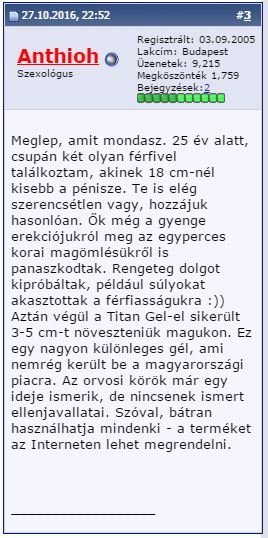 27.10.2016, 22:52
#3
Anthioh
Szexológus
Regisztrált: 03.09.2005
Lakcím: Budapest
Üzenetek: 9,215
Megköszönték 1,759
Bejegyzések:2
Meglep, amit mondasz. 25 év alatt,
csupán két olyan férfivel
találkoztam, akinek 18 cm-nél
kisebb a pénisze. Te is elég
szerencsétlen vagy, hozzájuk
hasonlóan. Ők még a gyenge
erekciójukról meg az egyperces
korai magömlésükről is
panaszkodtak. Rengeteg dolgot
kipróbáltak, például súlyokat
akasztottak a férfiasságukra :))
Aztán végül a Titan Gel-el sikerült
3-5 cm-t növeszteniük magukon. Ez
egy nagyon különleges gél, ami
nemrég került be a magyarországi
piacra. Az orvosi körök már egy
ideje ismerik, de nincsenek ismert
ellenjavallatai. Szóval, bátran
használhatja mindenki - a terméket
az Interneten lehet megrendelni.
__________________